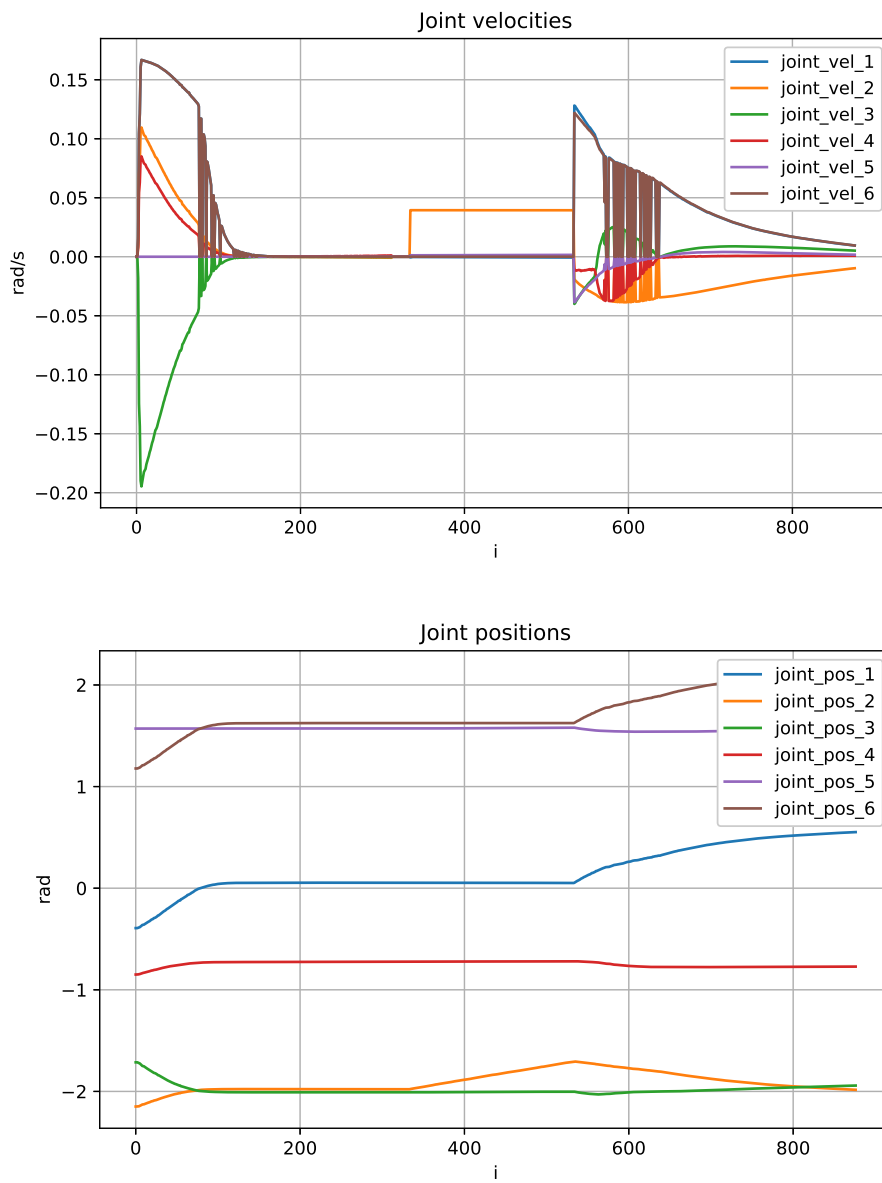 Joint velocities
0.15
0.10
0.05
0.00
−0.05
−0.10
−0.15
−0.20
rad/s
0
200
400
600
800
i
joint_vel_1
joint_vel_2
joint_vel_3
joint_vel_4
joint_vel_5
joint_vel_6
Joint positions
2
1
0
−1
−2
rad
0
200
400
600
800
i
joint_pos_1
joint_pos_2
joint_pos_3
joint_pos_4
joint_pos_5
joint_pos_6